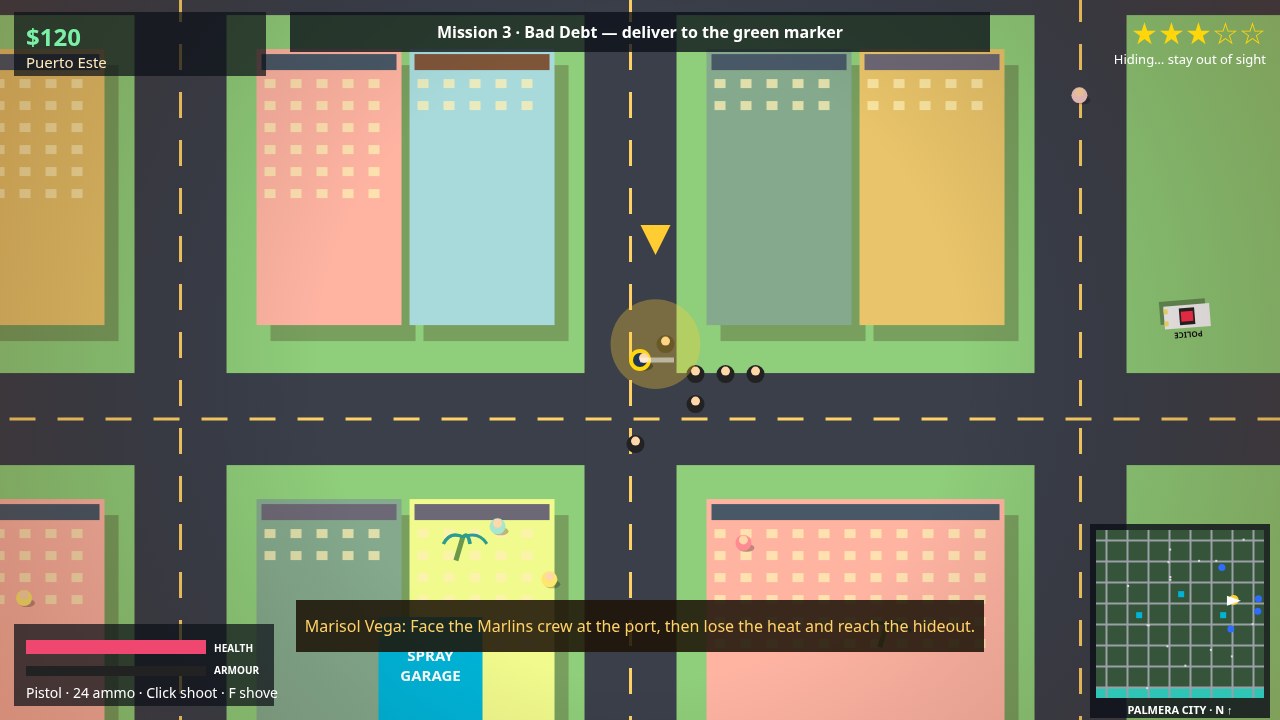 $120
Puerto Este
Mission 3 · Bad Debt — deliver to the green marker
★★★☆☆
Hiding... stay out of sight
POLICE
Marisol Vega: Face the Marlins crew at the port, then lose the heat and reach the hideout.
SPRAY
GARAGE
HEALTH
ARMOUR
Pistol · 24 ammo · Click shoot · F shove
PALMERA CITY · N ↑